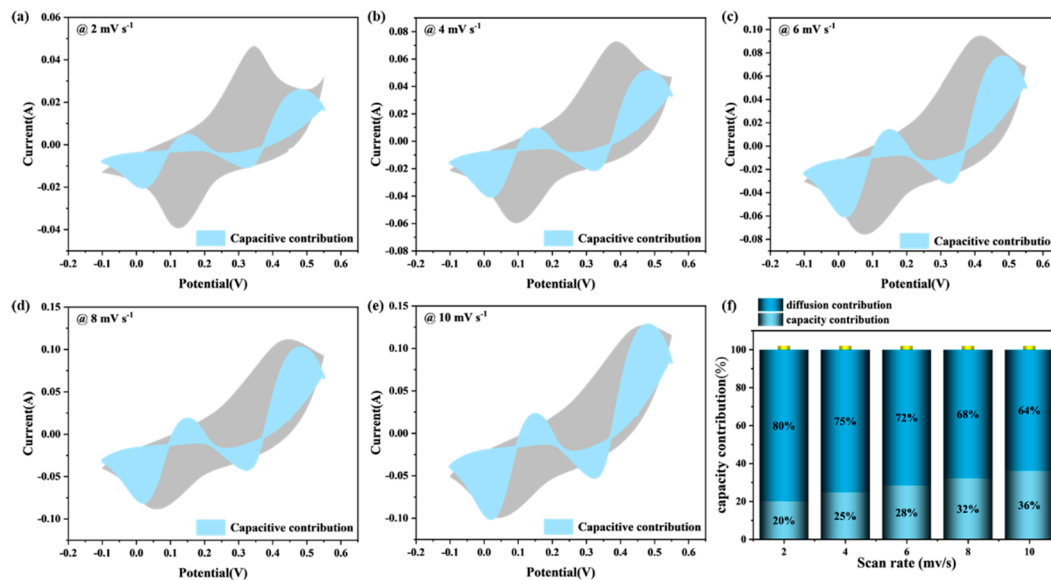 (a)
@ 2 mV s⁻¹
Current(A)
0.06
0.04
0.02
0.00
-0.02
-0.04
Capacitive contribution
-0.2 -0.1 0.0 0.1 0.2 0.3 0.4 0.5 0.6
Potential(V)
(b)
@ 4 mV s⁻¹
Current(A)
0.08
0.06
0.04
0.02
0.00
-0.02
-0.04
-0.06
-0.08
Capacitive contribution
-0.2 -0.1 0.0 0.1 0.2 0.3 0.4 0.5 0.6
Potential(V)
(c)
@ 6 mV s⁻¹
Current(A)
0.10
0.08
0.06
0.04
0.02
0.00
-0.02
-0.04
-0.06
-0.08
Capacitive contribution
-0.2 -0.1 0.0 0.1 0.2 0.3 0.4 0.5 0.6
Potential(V)
(d)
@ 8 mV s⁻¹
Current(A)
0.15
0.10
0.05
0.00
-0.05
-0.10
Capacitive contribution
-0.2 -0.1 0.0 0.1 0.2 0.3 0.4 0.5 0.6
Potential(V)
(e)
@ 10 mV s⁻¹
Current(A)
0.15
0.10
0.05
0.00
-0.05
-0.10
Capacitive contribution
-0.2 -0.1 0.0 0.1 0.2 0.3 0.4 0.5 0.6
Potential(V)
(f)
diffusion contribution
capacity contribution
capacity contribution(%)
100
80
60
40
20
0
80% 75% 72% 68% 64%
20% 25% 28% 32% 36%
2 4 6 8 10
Scan rate (mv/s)